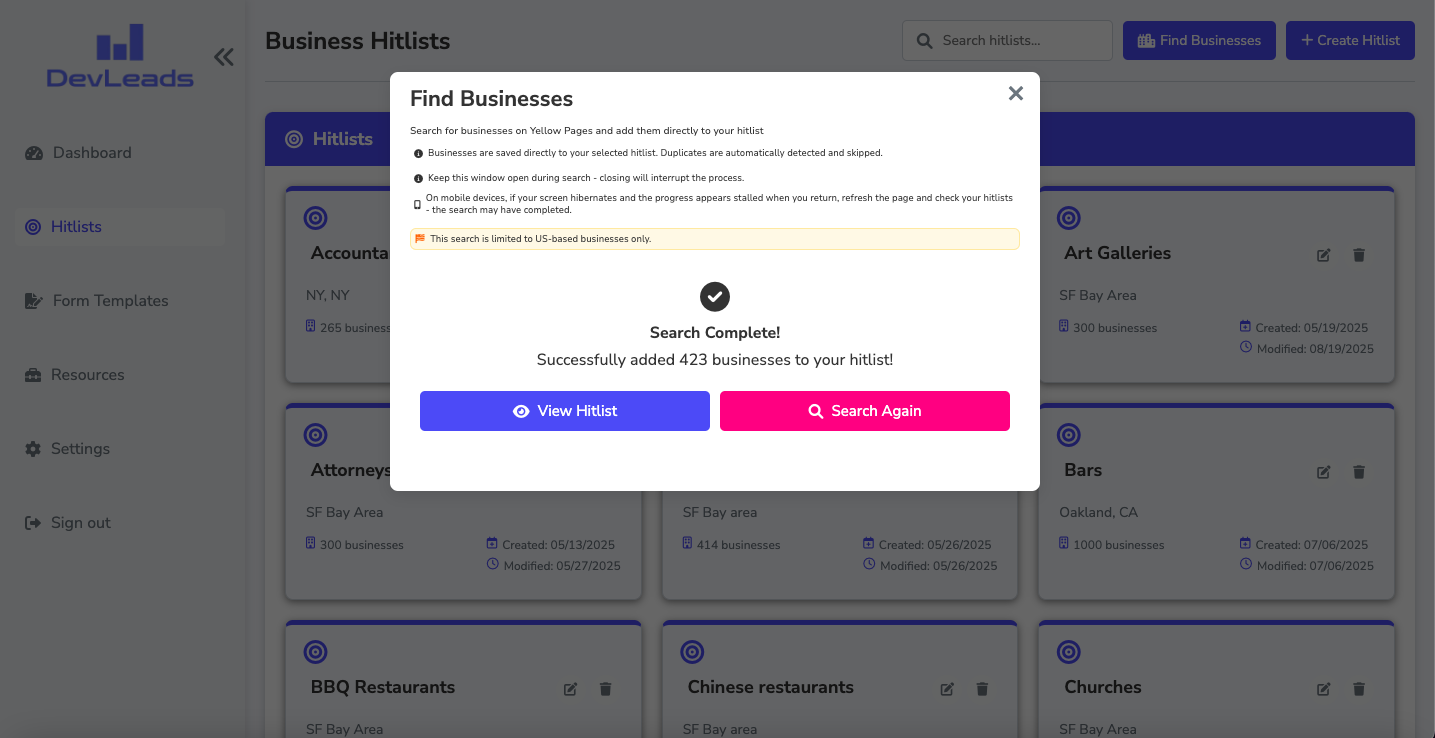 DevLeads
Dashboard
Hitlists
Form Templates
Resources
Settings
Sign out
Business Hitlists
Search hitlists...
Find Businesses
Create Hitlist
Hitlists
Find Businesses
Search for businesses on Yellow Pages and add them directly to your hitlist
Businesses are saved directly to your selected hitlist. Duplicates are automatically detected and skipped.
Keep this window open during search - closing will interrupt the process.
On mobile devices, if your screen hibernates and the progress appears stalled when you return, refresh the page and check your hitlists
- the search may have completed.
This search is limited to US-based businesses only.
Search Complete!
Successfully added 423 businesses to your hitlist!
View Hitlist
Search Again
NY, NY
Art Galleries
SF Bay Area
300 businesses
Created: 05/19/2025
Modified: 08/19/2025
Attorneys
SF Bay Area
300 businesses
Created: 05/13/2025
Modified: 05/27/2025
SF Bay area
414 businesses
Created: 05/26/2025
Modified: 05/26/2025
Bars
Oakland, CA
1000 businesses
Created: 07/06/2025
Modified: 07/06/2025
BBQ Restaurants
SF Bay Area
Chinese restaurants
SF Bay area
Churches
SF Bay Area